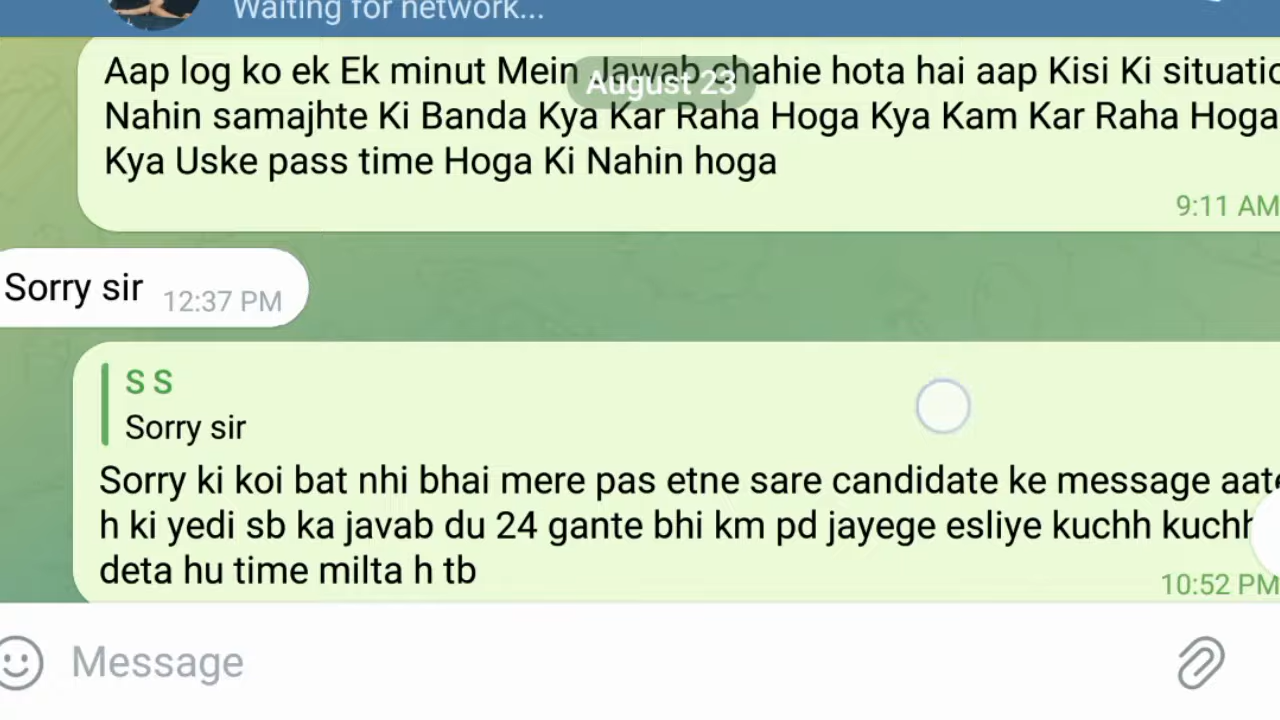 Waiting for network...
Aap log ko ek Ek minut Mein Jawab chahie hota hai aap Kisi Ki
August 23
Nahin samajhte Ki Banda Kya Kar Raha Hoga Kya Kam Kar Raha Hoga
Kya Uske pass time Hoga Ki Nahin hoga
9:11 AM
Sorry sir 12:37 PM
S S
Sorry sir
Sorry ki koi bat nhi bhai mere pas etne sare candidate ke message
h ki yedi sb ka javab du 24 gante bhi km pd jayege esliye kuchh kuchh
deta hu time milta h tb
10:52 PM
Message